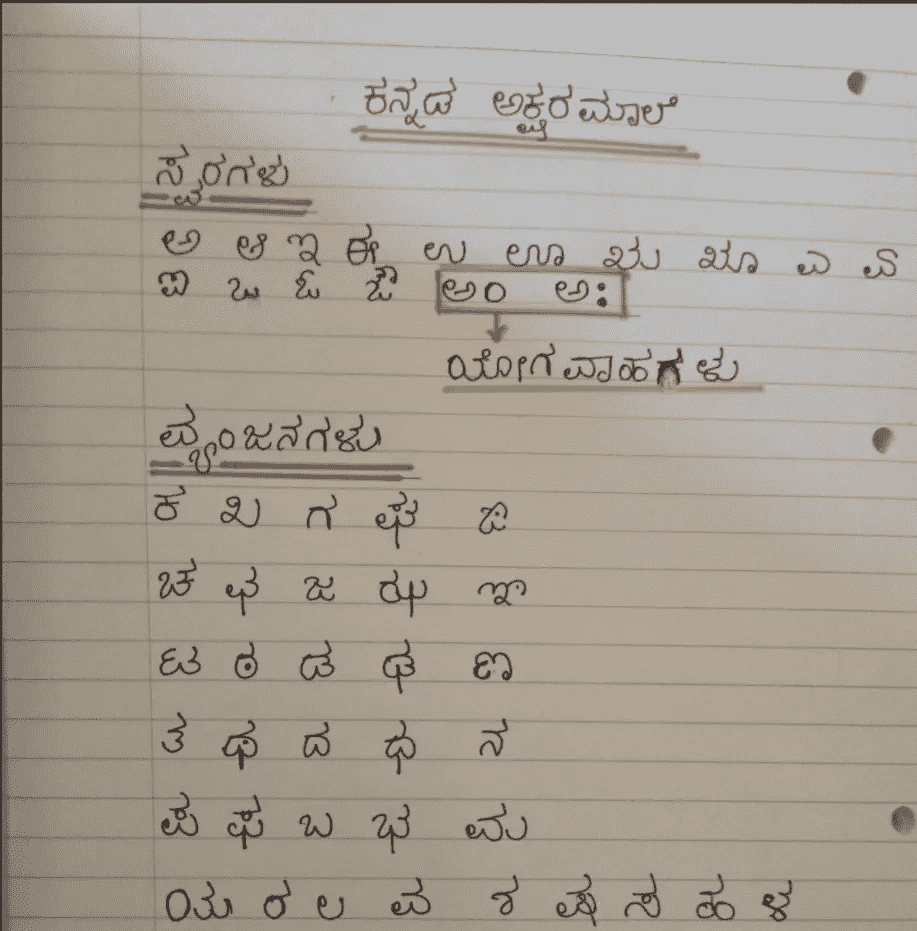 ಕನ್ನಡ ಅಕ್ಷರಮಾಲೆ
ಸ್ವರಗಳು
ಅ ಆ ಇ ಈ ಉ ಊ ಋ ೠ ಎ ಏ
ಐ ಒ ಓ ಔ ಅಂ ಅಃ
ಯೋಗವಾಹಗಳು
ವ್ಯಂಜನಗಳು
ಕ ಖ ಗ ಘ ಙ
ಚ ಛ ಜ ಝ ಞ
ಟ ಠ ಡ ಢ ಣ
ತ ಥ ದ ಧ ನ
ಪ ಫ ಬ ಭ ಮ
ಯ ರ ಲ ವ ಶ ಷ ಸ ಹ ಳ